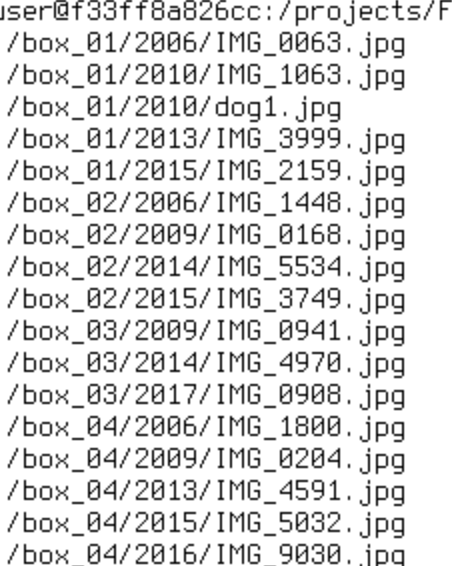 user@f33ff8a826cc:/projects/F
/box_01/2006/IMG_0063.jpg
/box_01/2010/IMG_1063.jpg
/box_01/2010/dog1.jpg
/box_01/2013/IMG_3999.jpg
/box_01/2015/IMG_2159.jpg
/box_02/2006/IMG_1448.jpg
/box_02/2009/IMG_0168.jpg
/box_02/2014/IMG_5534.jpg
/box_02/2015/IMG_3749.jpg
/box_03/2009/IMG_0941.jpg
/box_03/2014/IMG_4970.jpg
/box_03/2017/IMG_0908.jpg
/box_04/2006/IMG_1800.jpg
/box_04/2009/IMG_0204.jpg
/box_04/2013/IMG_4591.jpg
/box_04/2015/IMG_5032.jpg
/box_04/2016/IMG_9030.jpg